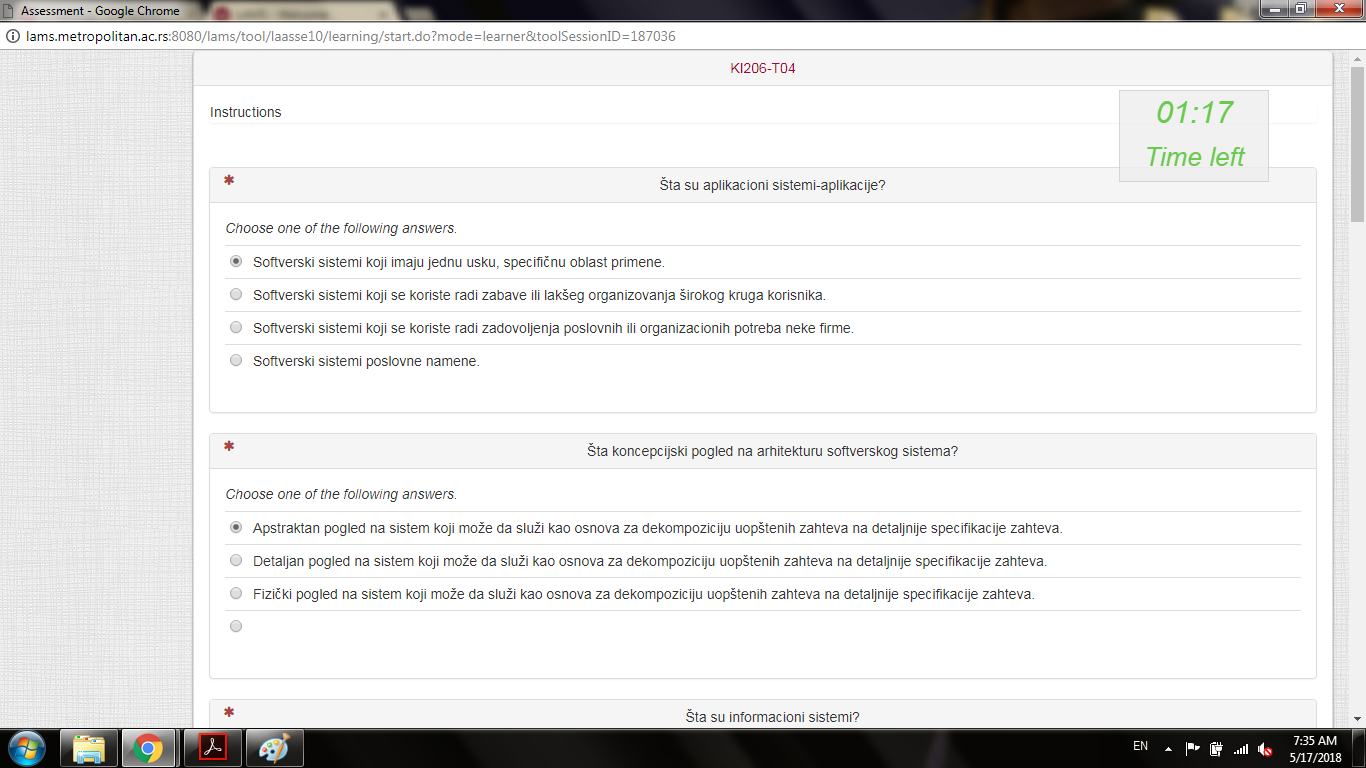 Assessment - Google Chrome
lams.metropolitan.ac.rs:8080/lams/tool/laasse10/learning/start.do?mode=learner&toolSessionID=187036
KI206-T04
Instructions
01:17
Time left
* Šta su aplikacioni sistemi-aplikacije?
Choose one of the following answers.
Softverski sistemi koji imaju jednu usku, specifičnu oblast primene.
Softverski sistemi koji se koriste radi zabave ili lakšeg organizovanja širokog kruga korisnika.
Softverski sistemi koji se koriste radi zadovoljenja poslovnih ili organizacionih potreba neke firme.
Softverski sistemi poslovne namene.
* Šta koncepcijski pogled na arhitekturu softverskog sistema?
Choose one of the following answers.
Apstraktan pogled na sistem koji može da služi kao osnova za dekompoziciju uopštenih zahteva na detaljnije specifikacije zahteva.
Detaljan pogled na sistem koji može da služi kao osnova za dekompoziciju uopštenih zahteva na detaljnije specifikacije zahteva.
Fizički pogled na sistem koji može da služi kao osnova za dekompoziciju uopštenih zahteva na detaljnije specifikacije zahteva.
* Šta su informacioni sistemi?
EN
7:35 AM
5/17/2018